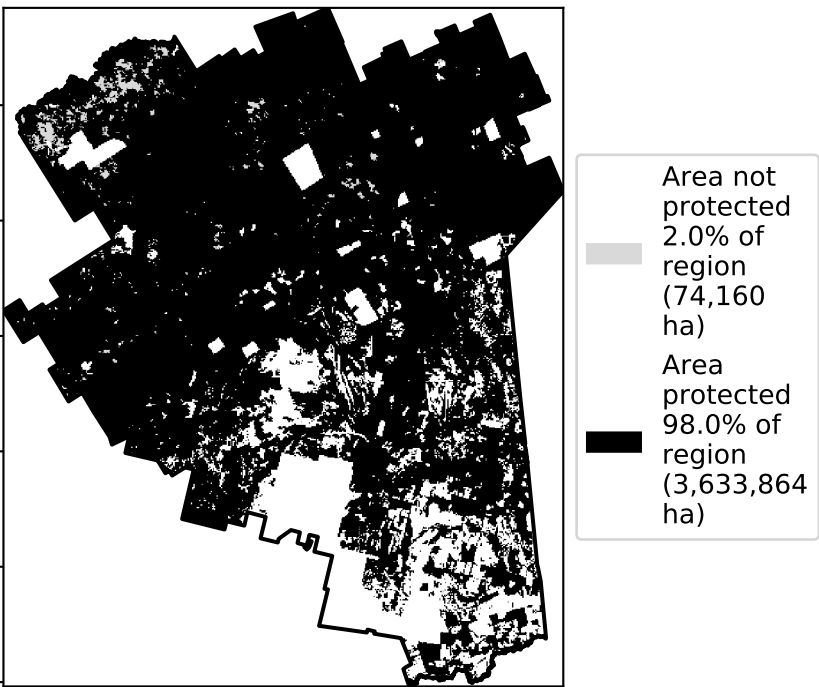 Area not
protected
2.0% of
region
(74,160
ha)
Area
protected
98.0% of
region
(3,633,864
ha)